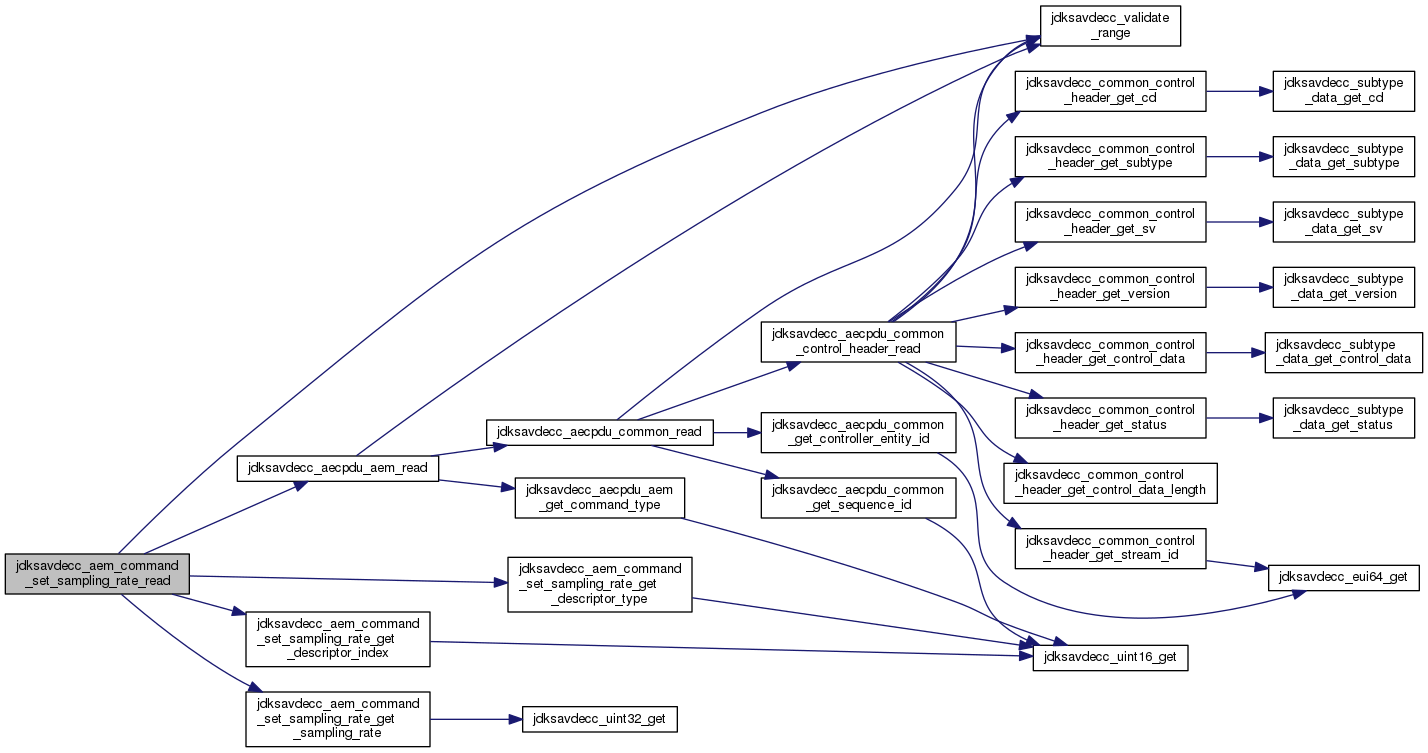 jdksavdecc_aem_command
_set_sampling_rate_read
jdksavdecc_aecpdu_aem_read
jdksavdecc_aem_command
_set_sampling_rate_get
_descriptor_index
jdksavdecc_aem_command
_set_sampling_rate_get
_sampling_rate
jdksavdecc_aecpdu_common_read
jdksavdecc_aecpdu_aem
_get_command_type
jdksavdecc_aem_command
_set_sampling_rate_get
_descriptor_type
jdksavdecc_uint32_get
jdksavdecc_aecpdu_common
_control_header_read
jdksavdecc_aecpdu_common
_get_controller_entity_id
jdksavdecc_aecpdu_common
_get_sequence_id
jdksavdecc_validate
_range
jdksavdecc_common_control
_header_get_cd
jdksavdecc_common_control
_header_get_subtype
jdksavdecc_common_control
_header_get_sv
jdksavdecc_common_control
_header_get_version
jdksavdecc_common_control
_header_get_control_data
jdksavdecc_common_control
_header_get_status
jdksavdecc_common_control
_header_get_control_data_length
jdksavdecc_common_control
_header_get_stream_id
jdksavdecc_uint16_get
jdksavdecc_subtype
_data_get_cd
jdksavdecc_subtype
_data_get_subtype
jdksavdecc_subtype
_data_get_sv
jdksavdecc_subtype
_data_get_version
jdksavdecc_subtype
_data_get_control_data
jdksavdecc_subtype
_data_get_status
jdksavdecc_eui64_get